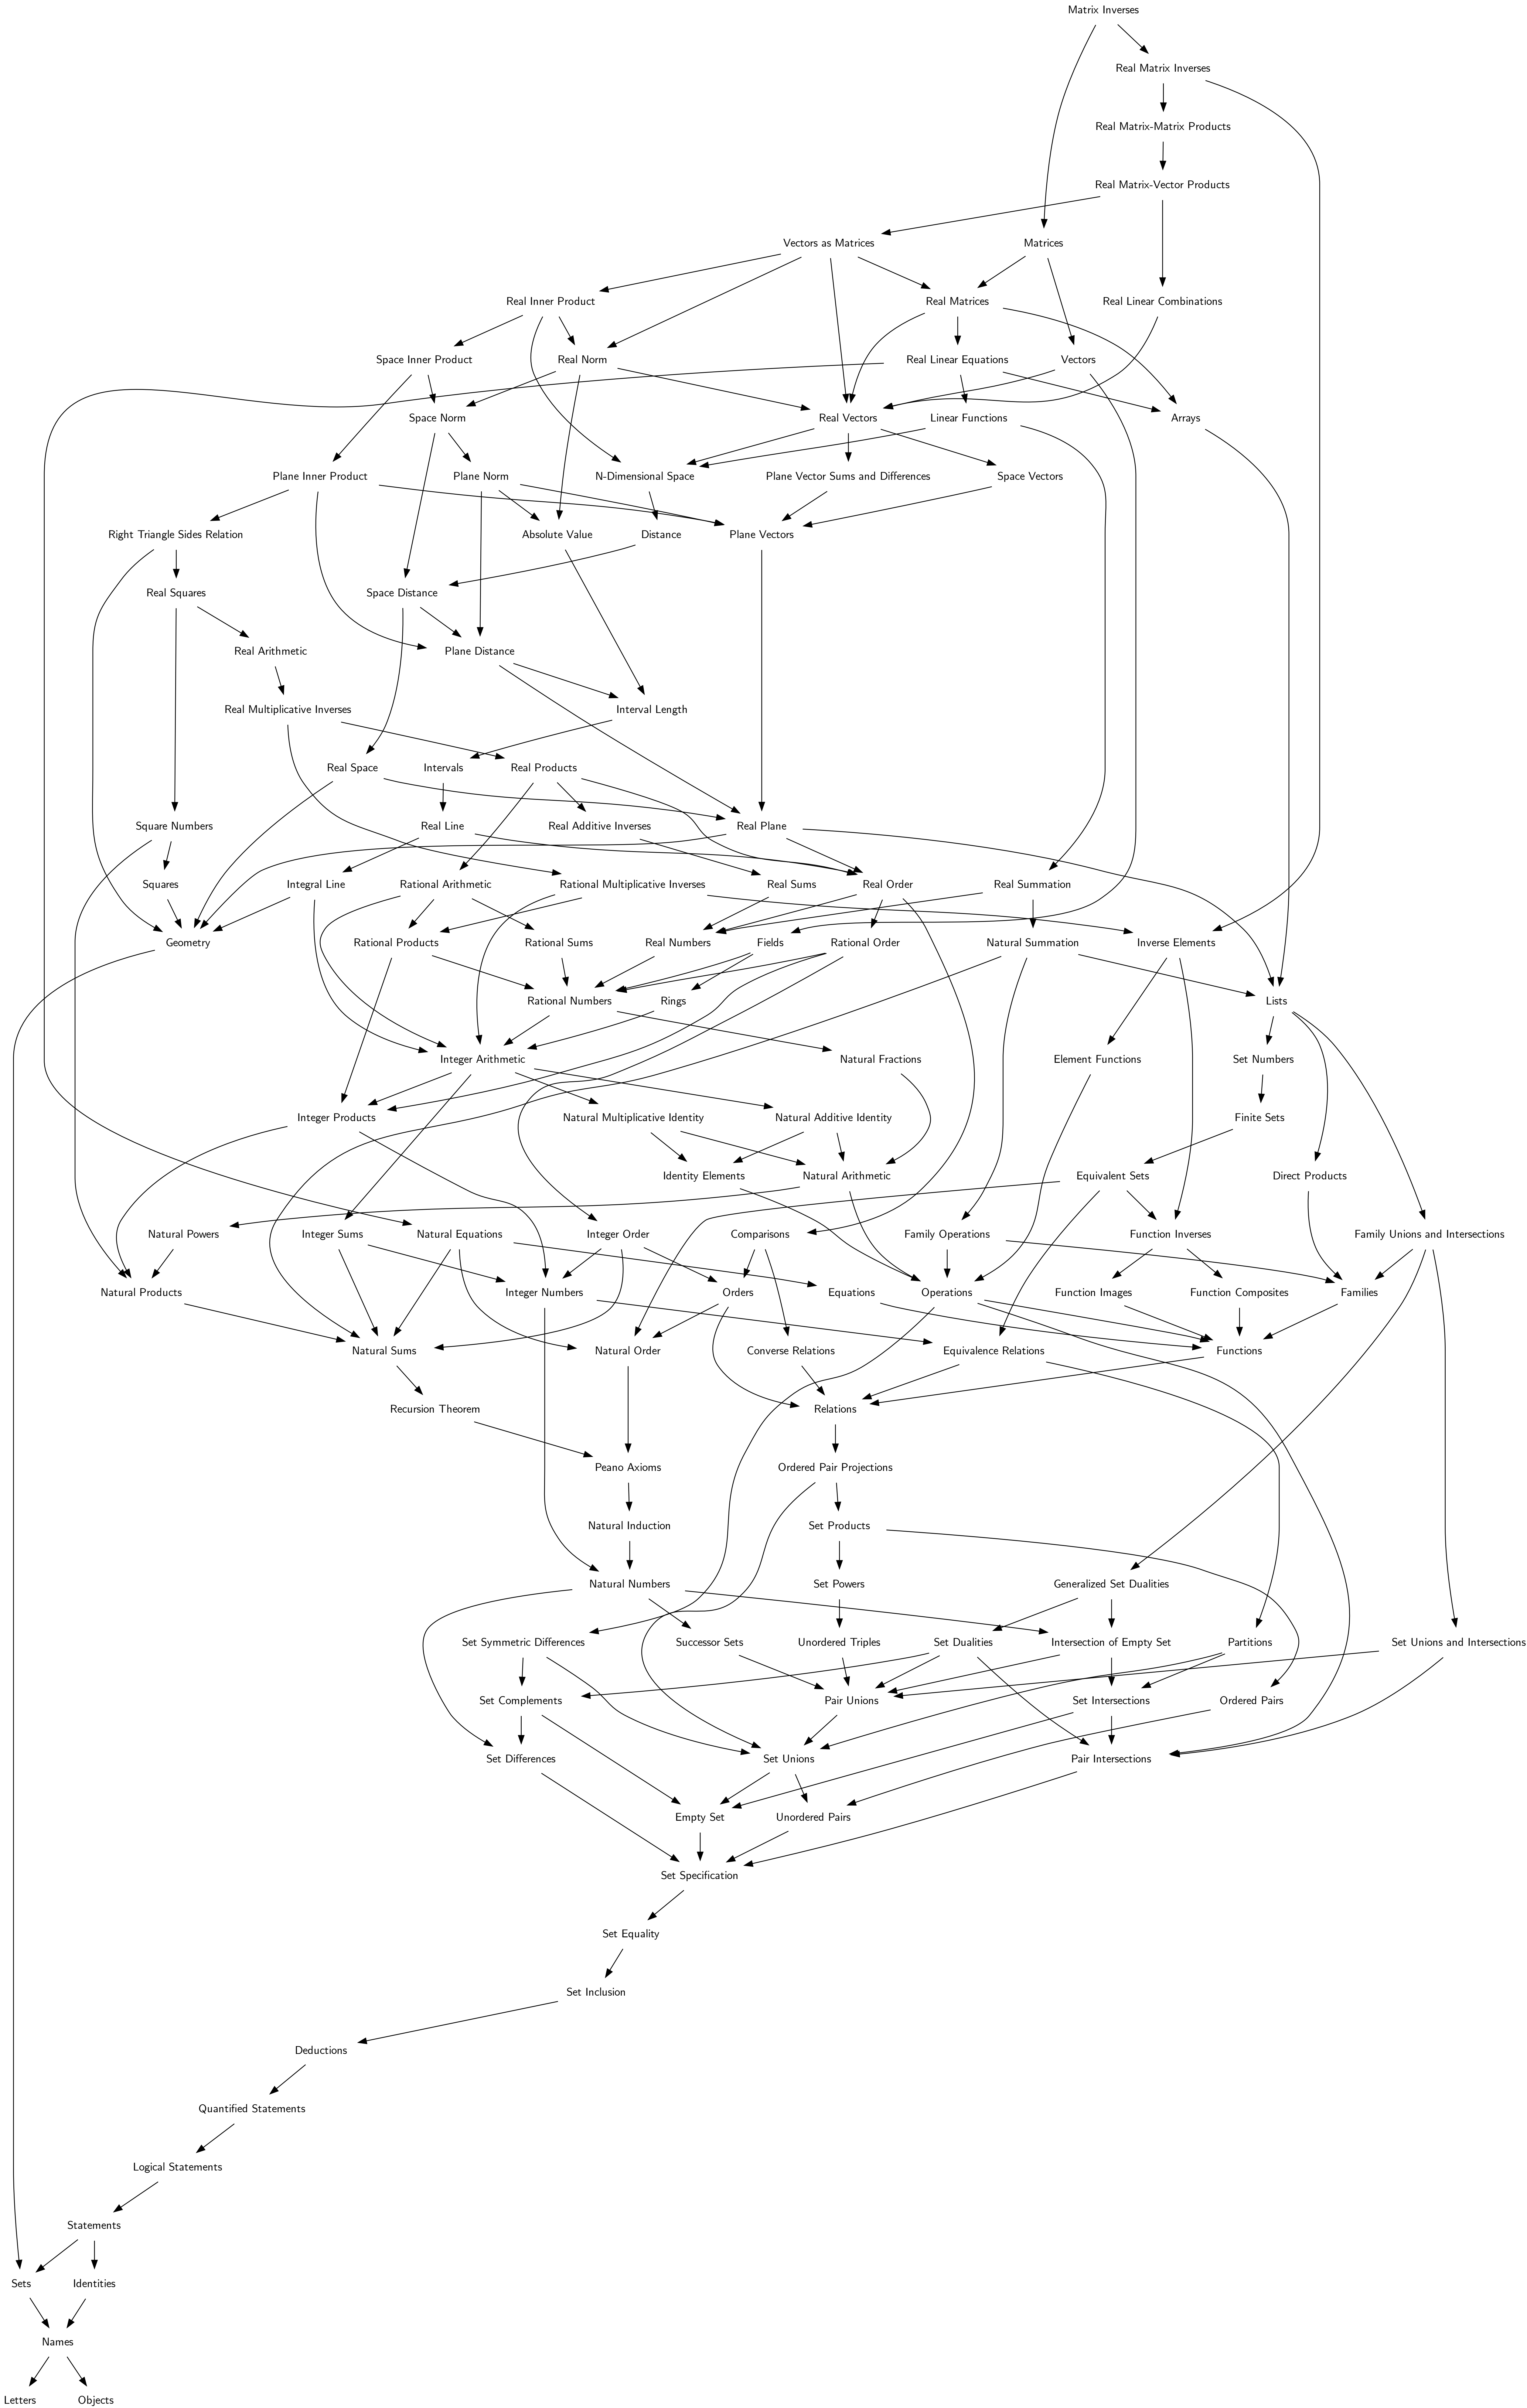 Matrix Inverses
Real Matrix Inverses
Real Matrix-Matrix Products
Real Matrix-Vector Products
Vectors as Matrices
Matrices
Real Inner Product
Real Matrices
Real Linear Combinations
Space Inner Product
Real Norm
Real Linear Equations
Vectors
Space Norm
Real Vectors
Linear Functions
Arrays
Plane Inner Product
Plane Norm
N-Dimensional Space
Plane Vector Sums and Differences
Space Vectors
Right Triangle Sides Relation
Absolute Value
Distance
Plane Vectors
Real Squares
Space Distance
Real Arithmetic
Plane Distance
Real Multiplicative Inverses
Interval Length
Real Space
Intervals
Real Products
Square Numbers
Real Line
Real Additive Inverses
Real Plane
Squares
Integral Line
Rational Arithmetic
Rational Multiplicative Inverses
Real Sums
Real Order
Real Summation
Geometry
Rational Products
Rational Sums
Real Numbers
Fields
Rational Order
Natural Summation
Inverse Elements
Rational Numbers
Rings
Lists
Integer Arithmetic
Natural Fractions
Element Functions
Set Numbers
Integer Products
Natural Multiplicative Identity
Natural Additive Identity
Finite Sets
Identity Elements
Natural Arithmetic
Equivalent Sets
Direct Products
Natural Powers
Integer Sums
Natural Equations
Integer Order
Comparisons
Family Operations
Function Inverses
Family Unions and Intersections
Natural Products
Integer Numbers
Orders
Equations
Operations
Function Images
Function Composites
Families
Natural Sums
Natural Order
Converse Relations
Equivalence Relations
Functions
Recursion Theorem
Relations
Peano Axioms
Ordered Pair Projections
Natural Induction
Set Products
Natural Numbers
Set Powers
Generalized Set Dualities
Set Symmetric Differences
Successor Sets
Unordered Triples
Set Dualities
Intersection of Empty Set
Partitions
Set Unions and Intersections
Set Complements
Pair Unions
Set Intersections
Ordered Pairs
Set Differences
Set Unions
Pair Intersections
Empty Set
Unordered Pairs
Set Specification
Set Equality
Set Inclusion
Deductions
Quantified Statements
Logical Statements
Statements
Sets
Identities
Names
Letters
Objects